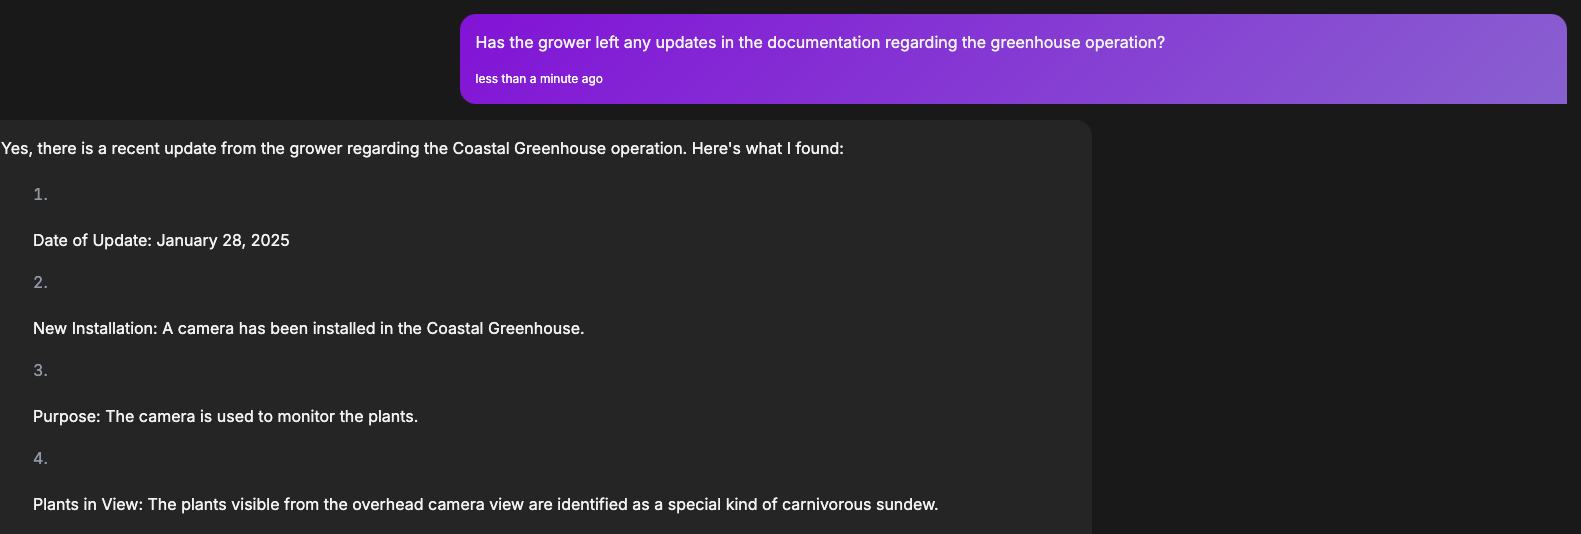 Has the grower left any updates in the documentation regarding the greenhouse operation?
less than a minute ago
Yes, there is a recent update from the grower regarding the Coastal Greenhouse operation. Here's what I found:
1.
Date of Update: January 28, 2025
2.
New Installation: A camera has been installed in the Coastal Greenhouse.
3.
Purpose: The camera is used to monitor the plants.
4.
Plants in View: The plants visible from the overhead camera view are identified as a special kind of carnivorous sundew.